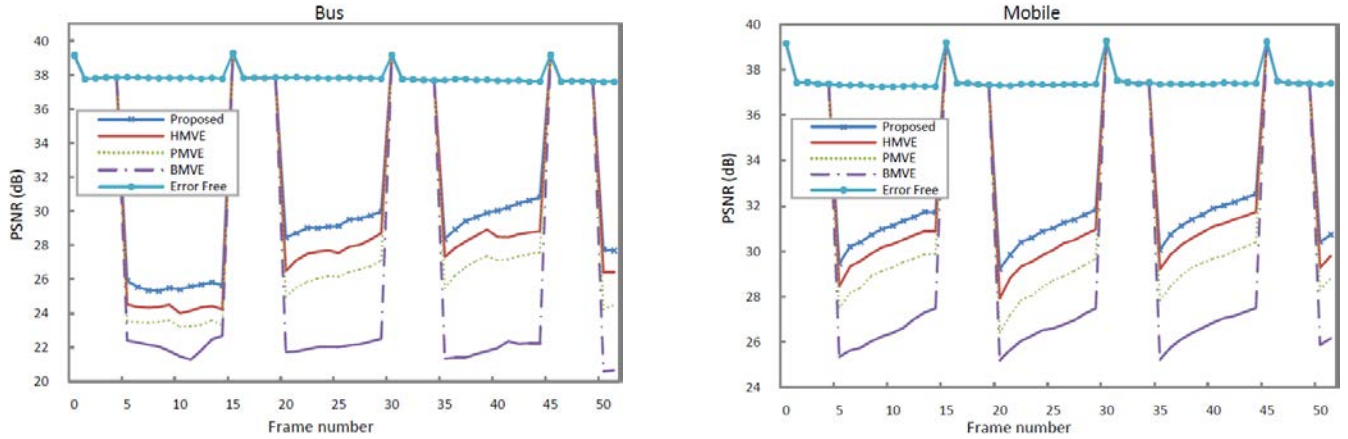 Bus
PSNR (dB)
40
38
36
34
32
30
28
26
24
22
20
Proposed
HMVE
PMVE
BMVE
Error Free
0 5 10 15 20 25 30 35 40 45 50
Frame number
Mobile
PSNR (dB)
40
38
36
34
32
30
28
26
24
Proposed
HMVE
PMVE
BMVE
Error Free
0 5 10 15 20 25 30 35 40 45 50
Frame number